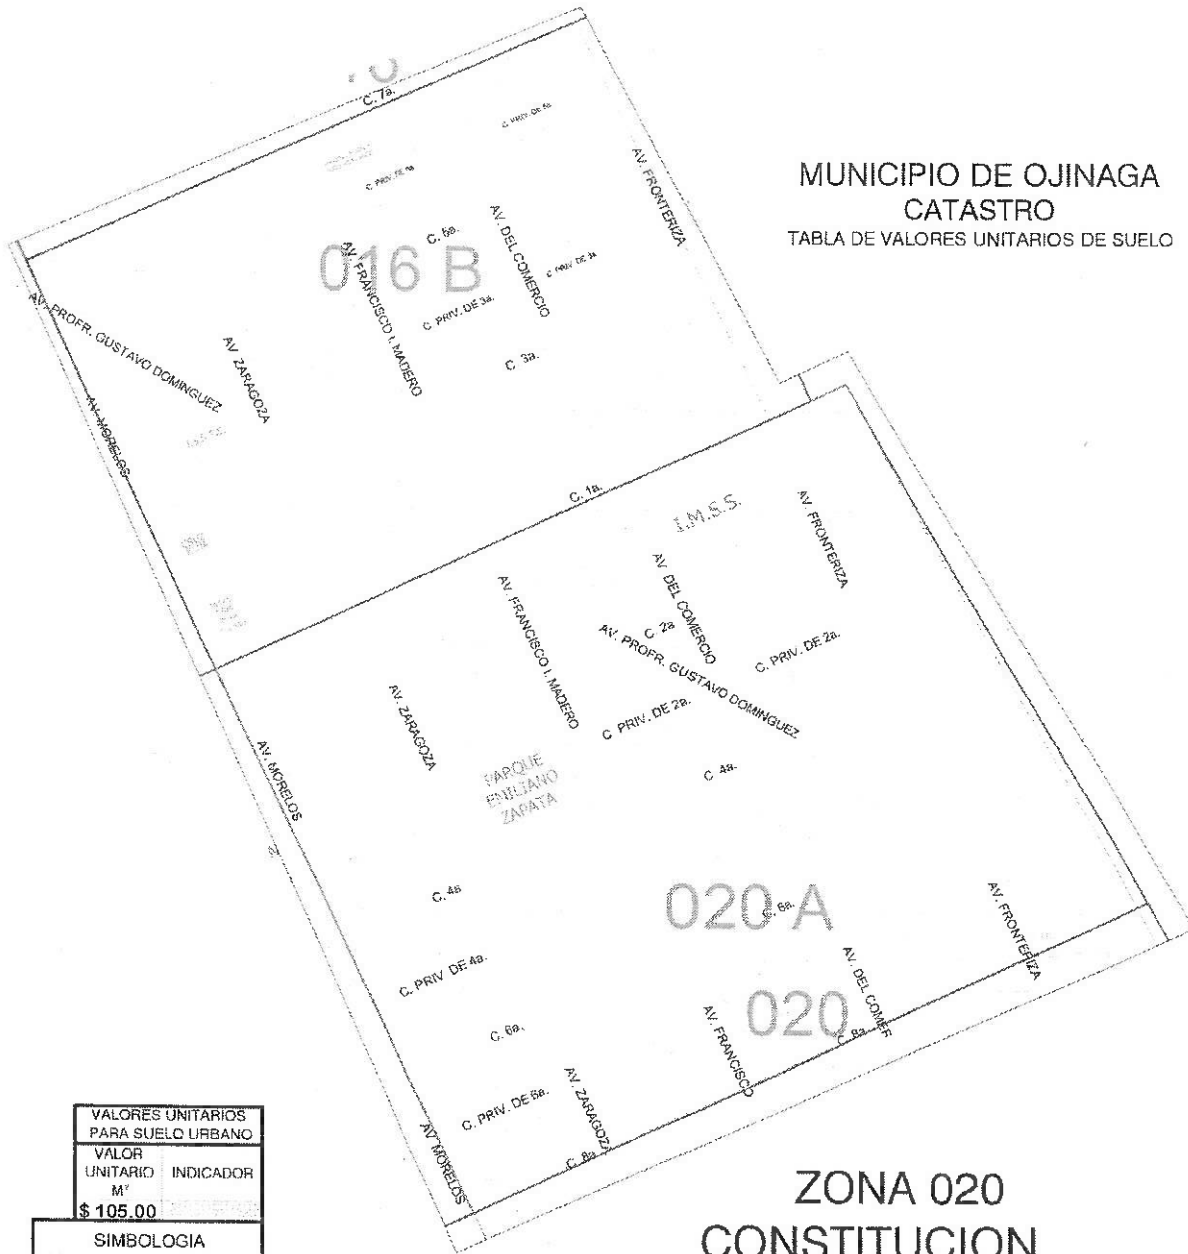 C. 7a.
C. PRIV. DE 5a.
C. PRIV. DE 5a.
AV. FRONTERIZA
MUNICIPIO DE OJINAGA
CATASTRO
TABLA DE VALORES UNITARIOS DE SUELO
C. 5a.
AV. DEL COMERCIO
016 B
AV. FRANCISCO I. MADERO
C. PRIV. DE 3a.
C. PRIV. DE 3a.
C. 3a.
AV. PROFR. GUSTAVO DOMINGUEZ
AV. ZARAGOZA
AV. MORELOS
C. 1a.
I.M.S.S.
AV. FRONTERIZA
AV. DEL COMERCIO
AV. FRANCISCO I. MADERO
C. 2a
AV. PROFR. GUSTAVO DOMINGUEZ
C. PRIV. DE 2a.
C PRIV. DE 2a.
AV. ZARAGOZA
AV. MORELOS
PARQUE
EMILIANO
ZAPATA
C 4a.
C. 4a
020 A
C. 6a.
AV. FRONTERIZA
C. PRIV DE 4a.
AV. DEL COMER
020
C. 8a
AV. FRANCISCO
C. 6a.
C. PRIV. DE 6a.
AV. ZARAGOZA
C. 8a
AV MORELOS
VALORES UNITARIOS
PARA SUELO URBANO
VALOR
UNITARIO
M²
INDICADOR
$ 105.00
SIMBOLOGIA
ZONA 020
CONSTITUCION